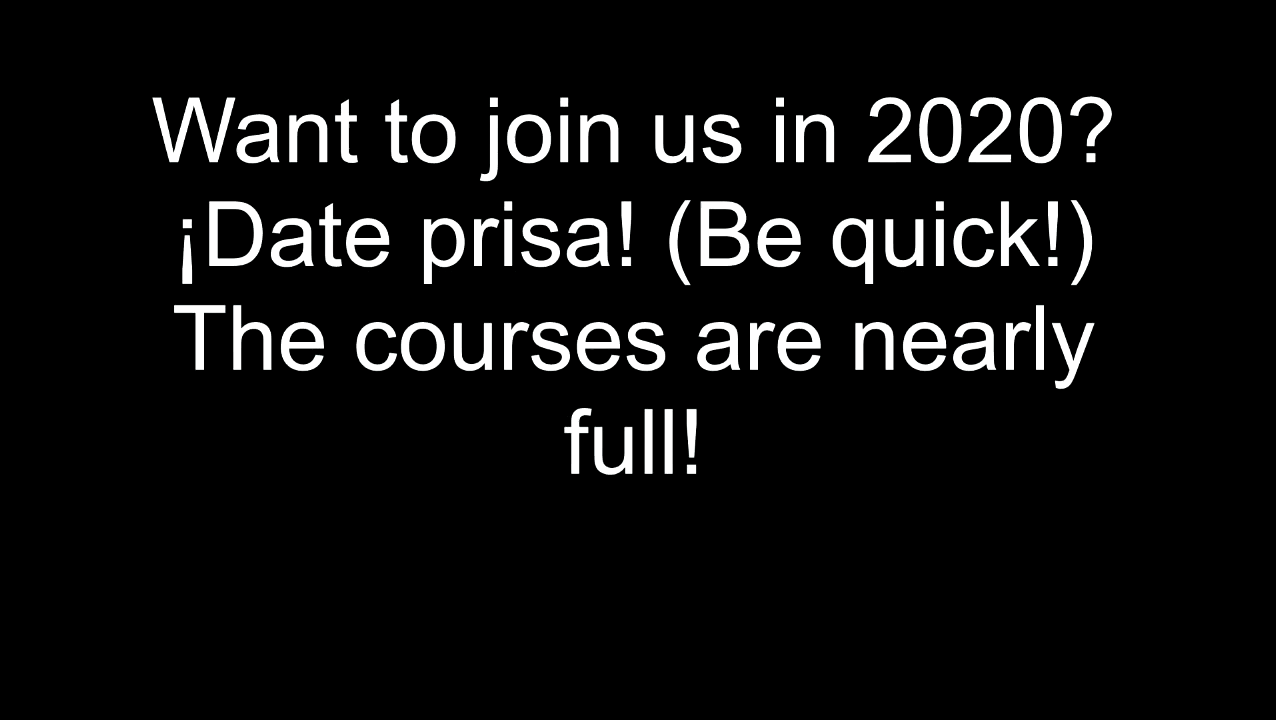 Want to join us in 2020?
¡Date prisa! (Be quick!)
The courses are nearly
full!